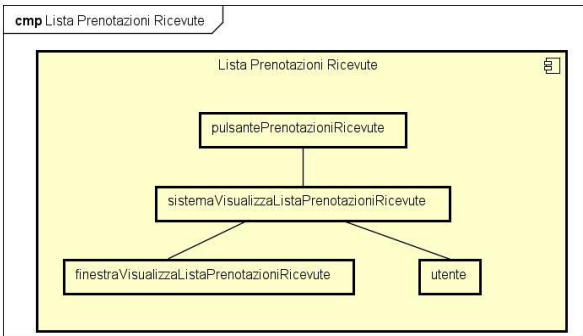 cmp Lista Prenotazioni Ricevute
Lista Prenotazioni Ricevute
pulsantePrenotazioniRicevute
sistemaVisualizzaListaPrenotazioniRicevute
finestraVisualizzaListaPrenotazioniRicevute
utente